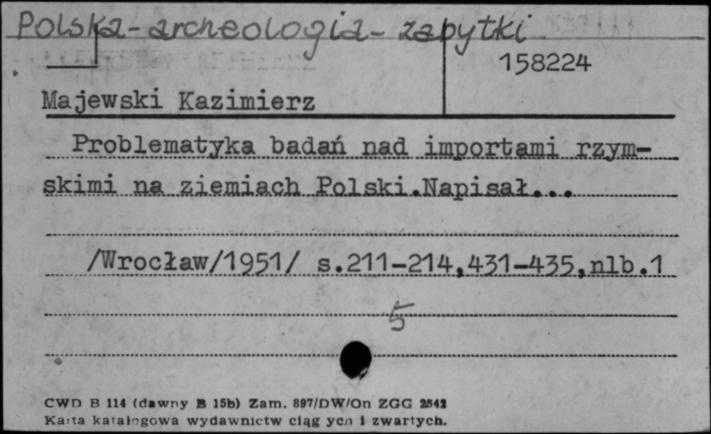 Polska - archeologia - zapytki
158224
Majewski Kazimierz
Problematyka badań nad importami rzym-
skimi na ziemiach Polski.Napisał...
/Wrocław/1951/ s.211-214,431-435,nlb.1
5
CWD B 114 (dawny B 15b) Zam. 897/DW/On ZGG 2542
Karta katalogowa wydawnictw ciąg ych i zwartych.